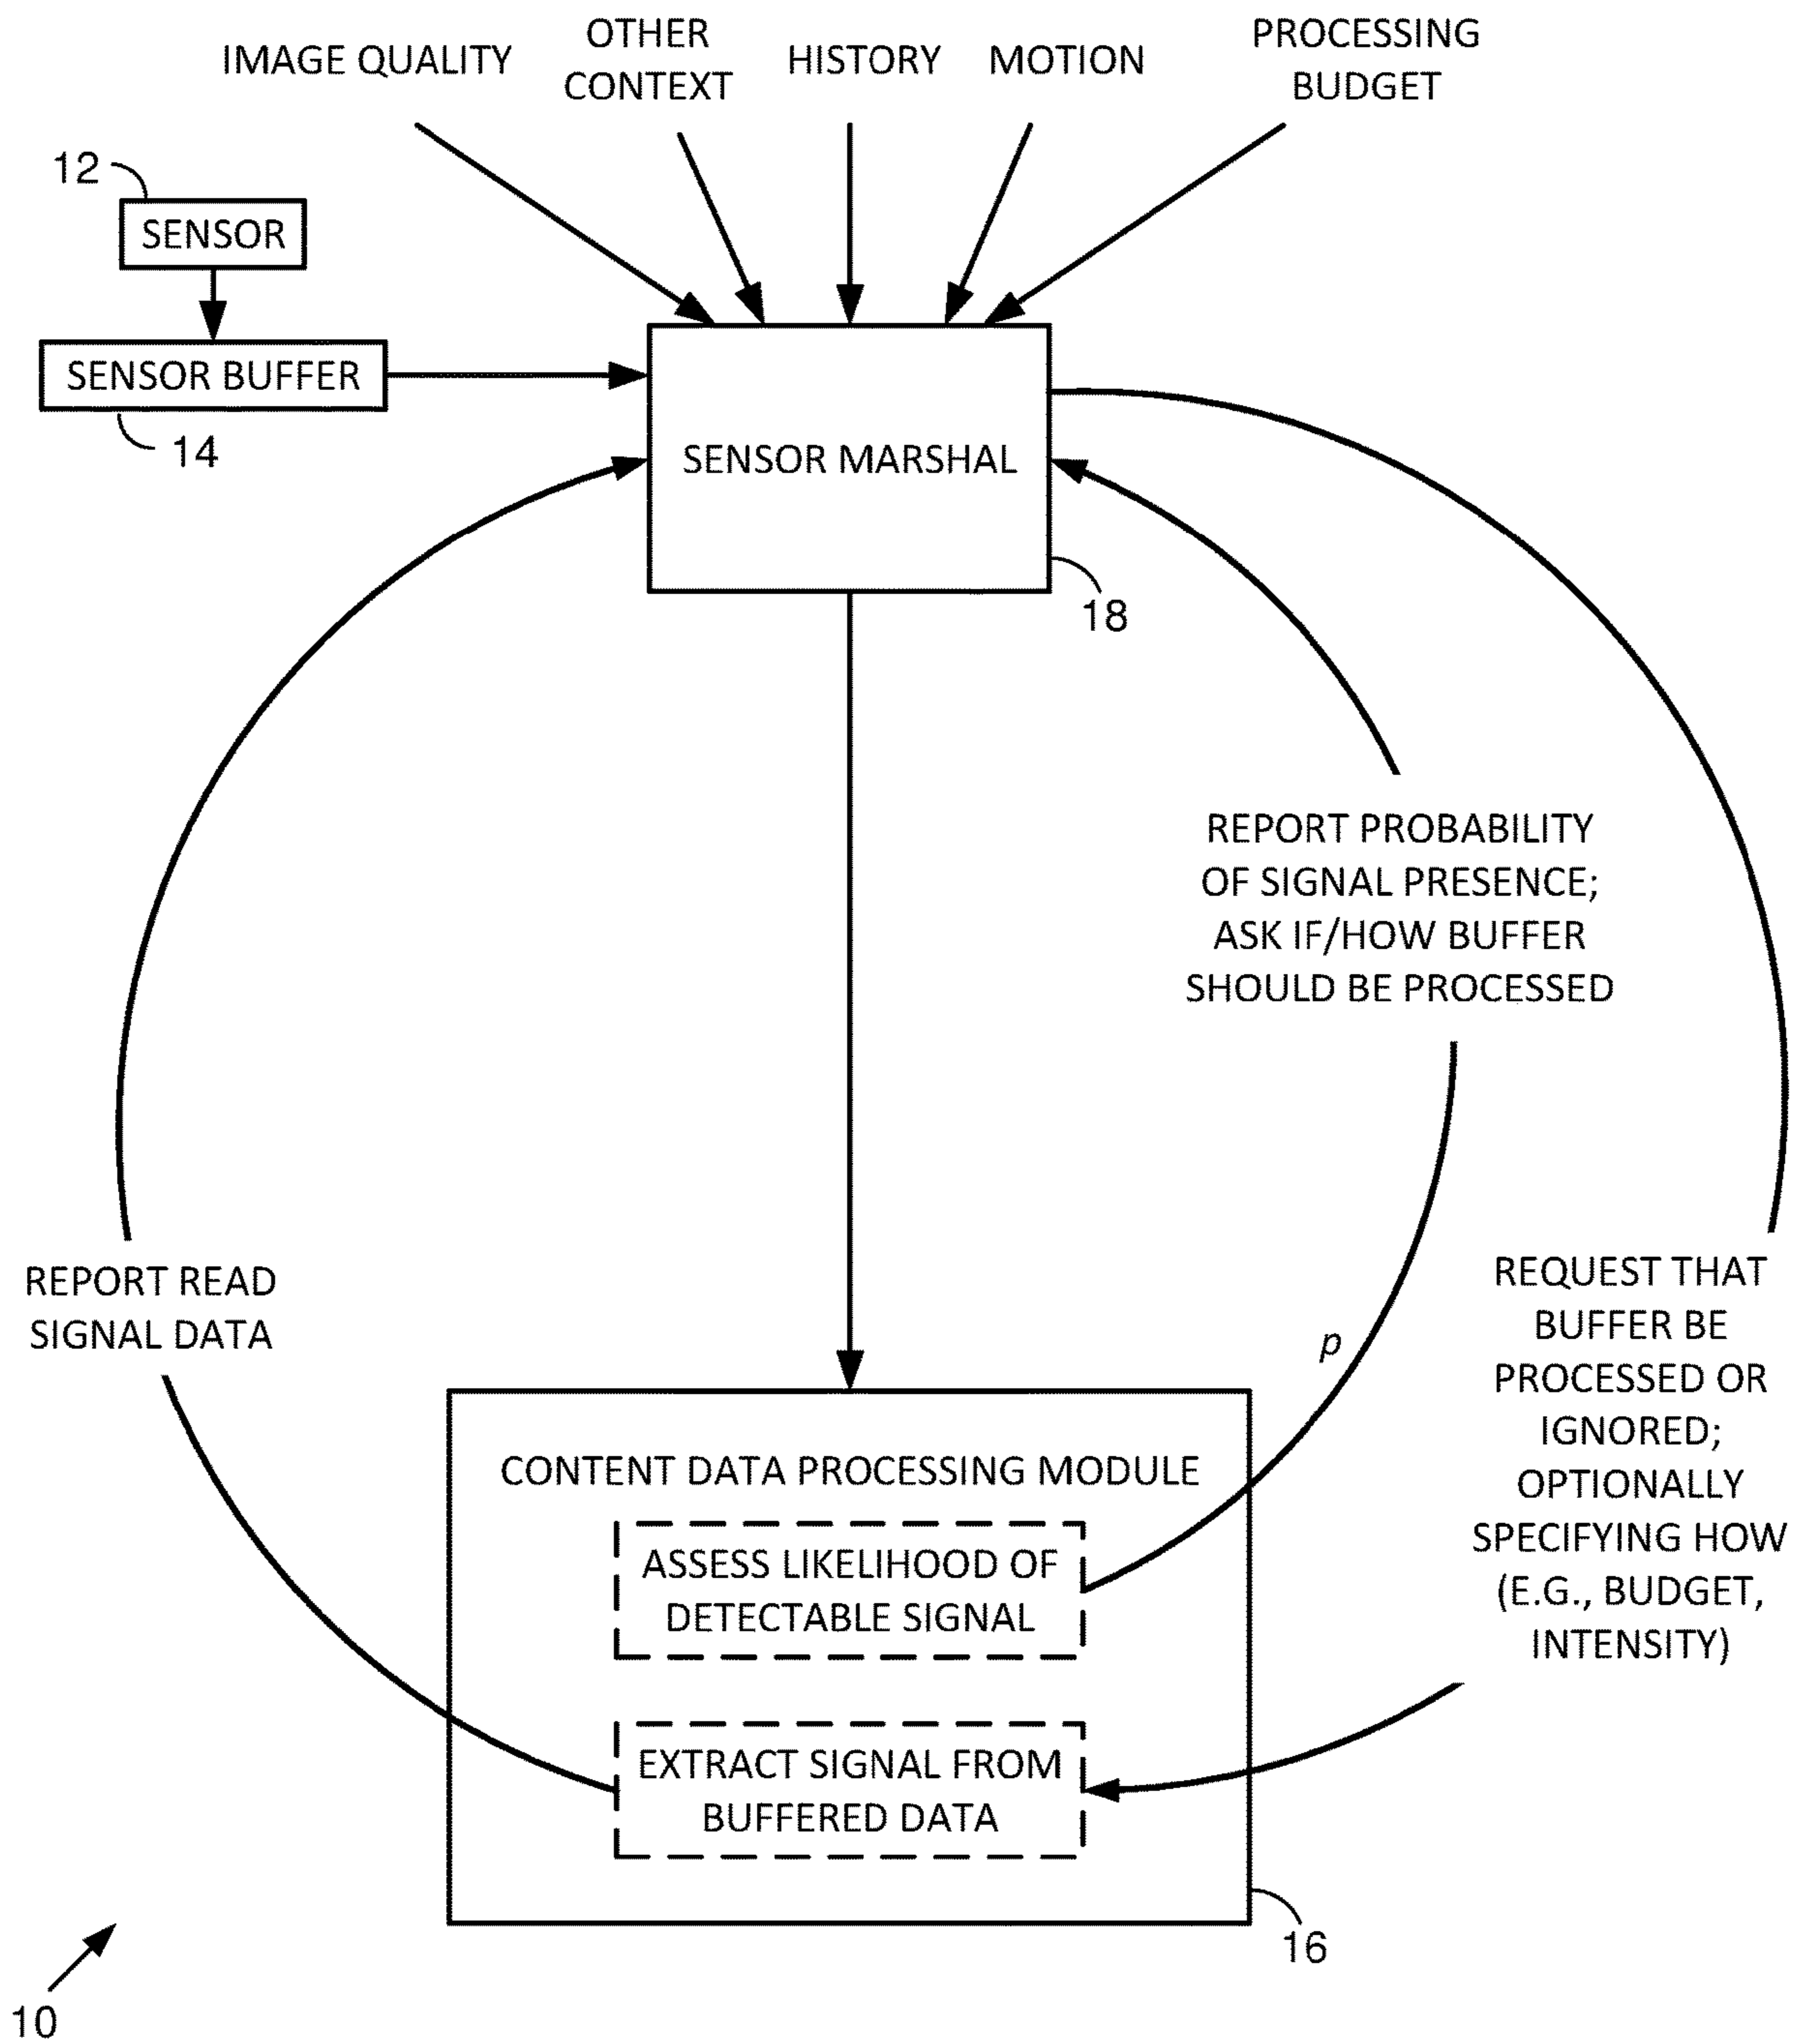 IMAGE QUALITY
OTHER
CONTEXT
HISTORY
MOTION
PROCESSING
BUDGET
12
SENSOR
SENSOR BUFFER
14
SENSOR MARSHAL
18
REPORT PROBABILITY
OF SIGNAL PRESENCE;
ASK IF/HOW BUFFER
SHOULD BE PROCESSED
REPORT READ
SIGNAL DATA
p
REQUEST THAT
BUFFER BE
PROCESSED OR
IGNORED;
OPTIONALLY
SPECIFYING HOW
(E.G., BUDGET,
INTENSITY)
CONTENT DATA PROCESSING MODULE
ASSESS LIKELIHOOD OF
DETECTABLE SIGNAL
EXTRACT SIGNAL FROM
BUFFERED DATA
16
10